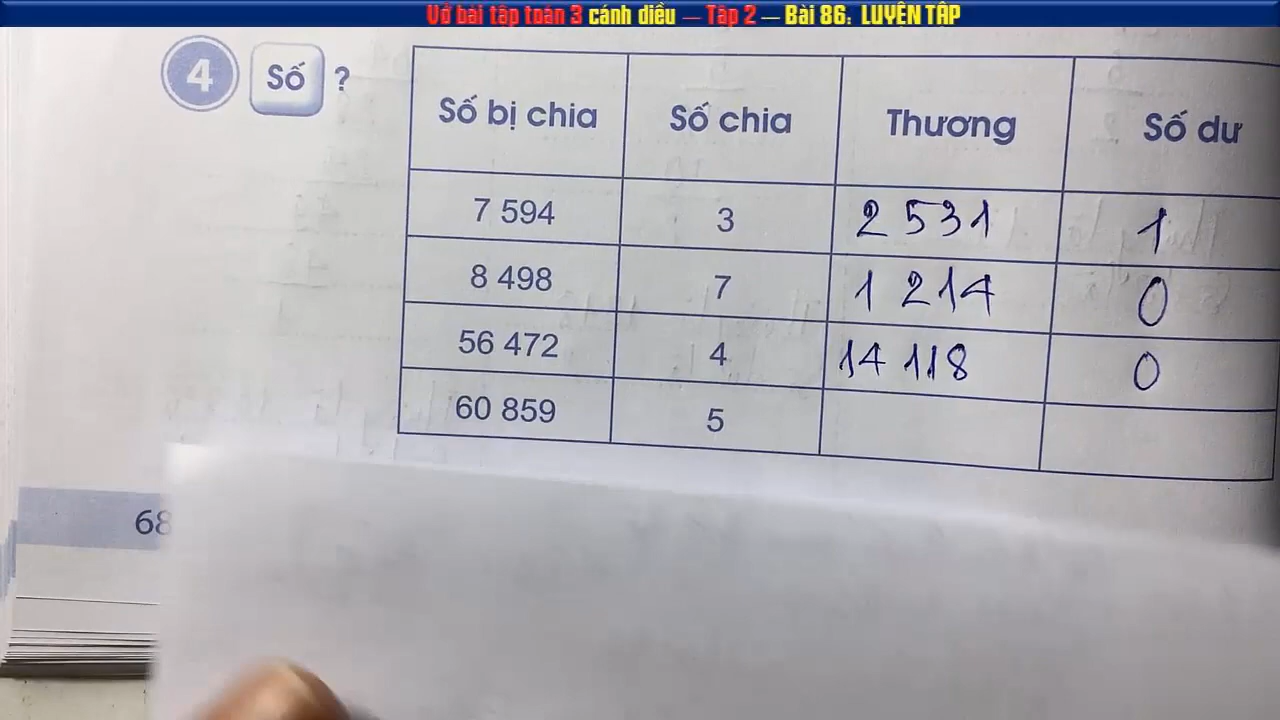 Vở bài tập toán 3 cánh diều – Tập 2 – Bài 86: LUYỆN TẬP
4 Số ?
Số bị chia Số chia Thương Số dư
7 594 3 2 531 1
8 498 7 1 214 0
56 472 4 14 118 0
60 859 5
68